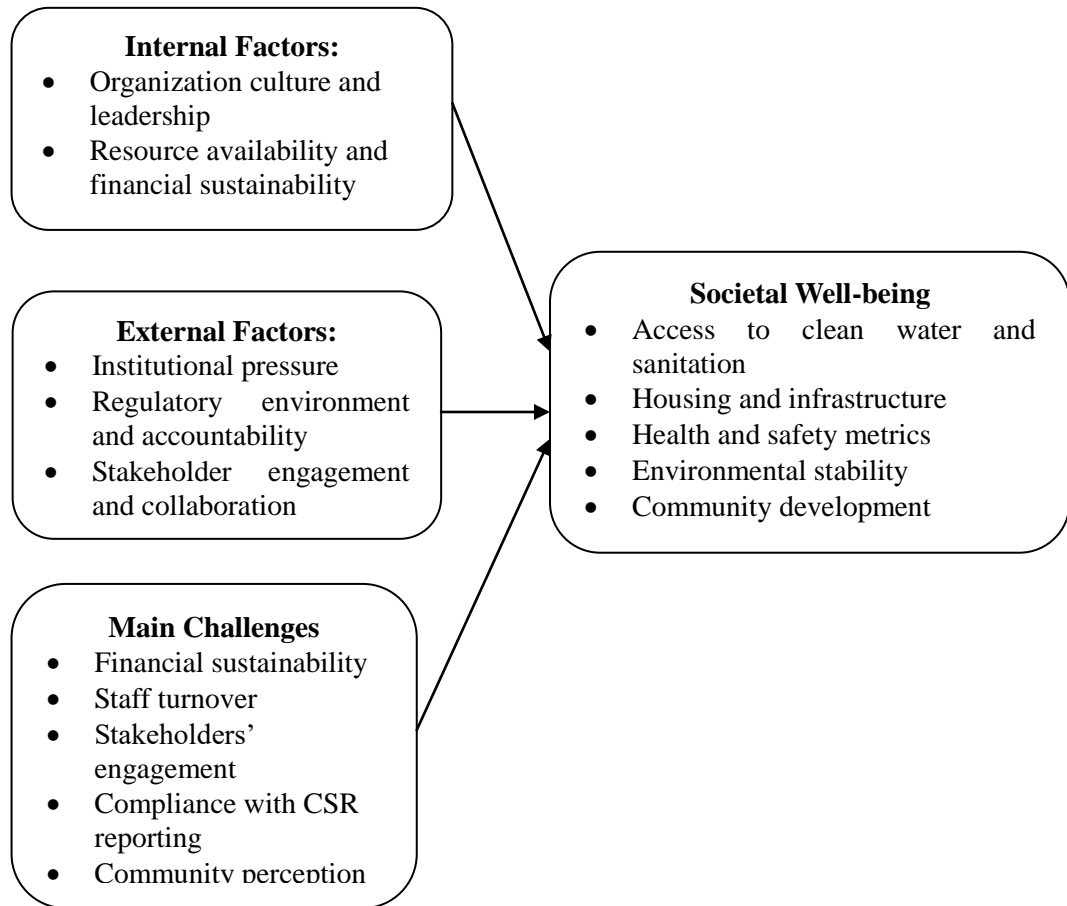 Internal Factors:
• Organization culture and
leadership
• Resource availability and
financial sustainability
External Factors:
• Institutional pressure
• Regulatory environment
and accountability
• Stakeholder engagement
and collaboration
Main Challenges
• Financial sustainability
• Staff turnover
• Stakeholders’
engagement
• Compliance with CSR
reporting
• Community perception
Societal Well-being
• Access to clean water and
sanitation
• Housing and infrastructure
• Health and safety metrics
• Environmental stability
• Community development